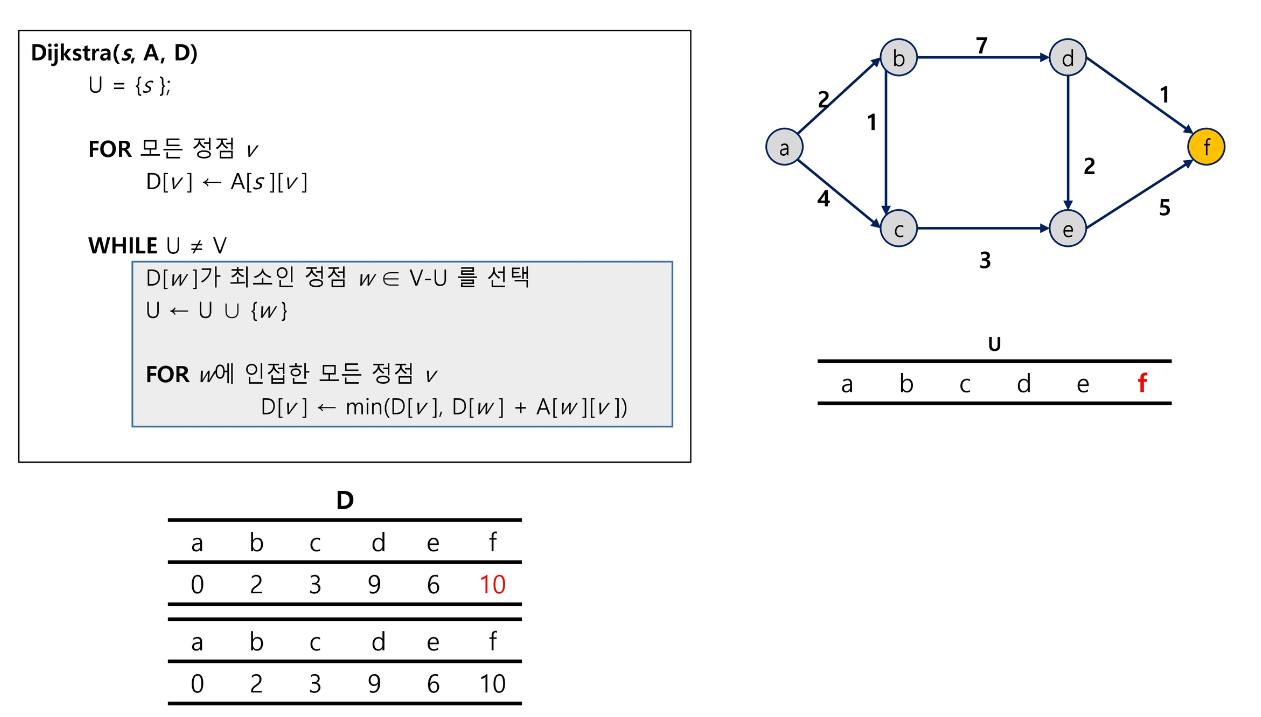 Dijkstra(s, A, D)
U = {s };
FOR 모든 정점 v
D[v ] ← A[s ][v ]
WHILE U ≠ V
D[w ]가 최소인 정점 w ∈ V-U 를 선택
U ← U ∪ {w }
FOR w에 인접한 모든 정점 v
D[v ] ← min(D[v ], D[w ] + A[w ][v ])
7
b
d
2
1
1
a
f
2
4
5
c
e
3
U
a b c d e f
D
a b c d e f
0 2 3 9 6 10
a b c d e f
0 2 3 9 6 10